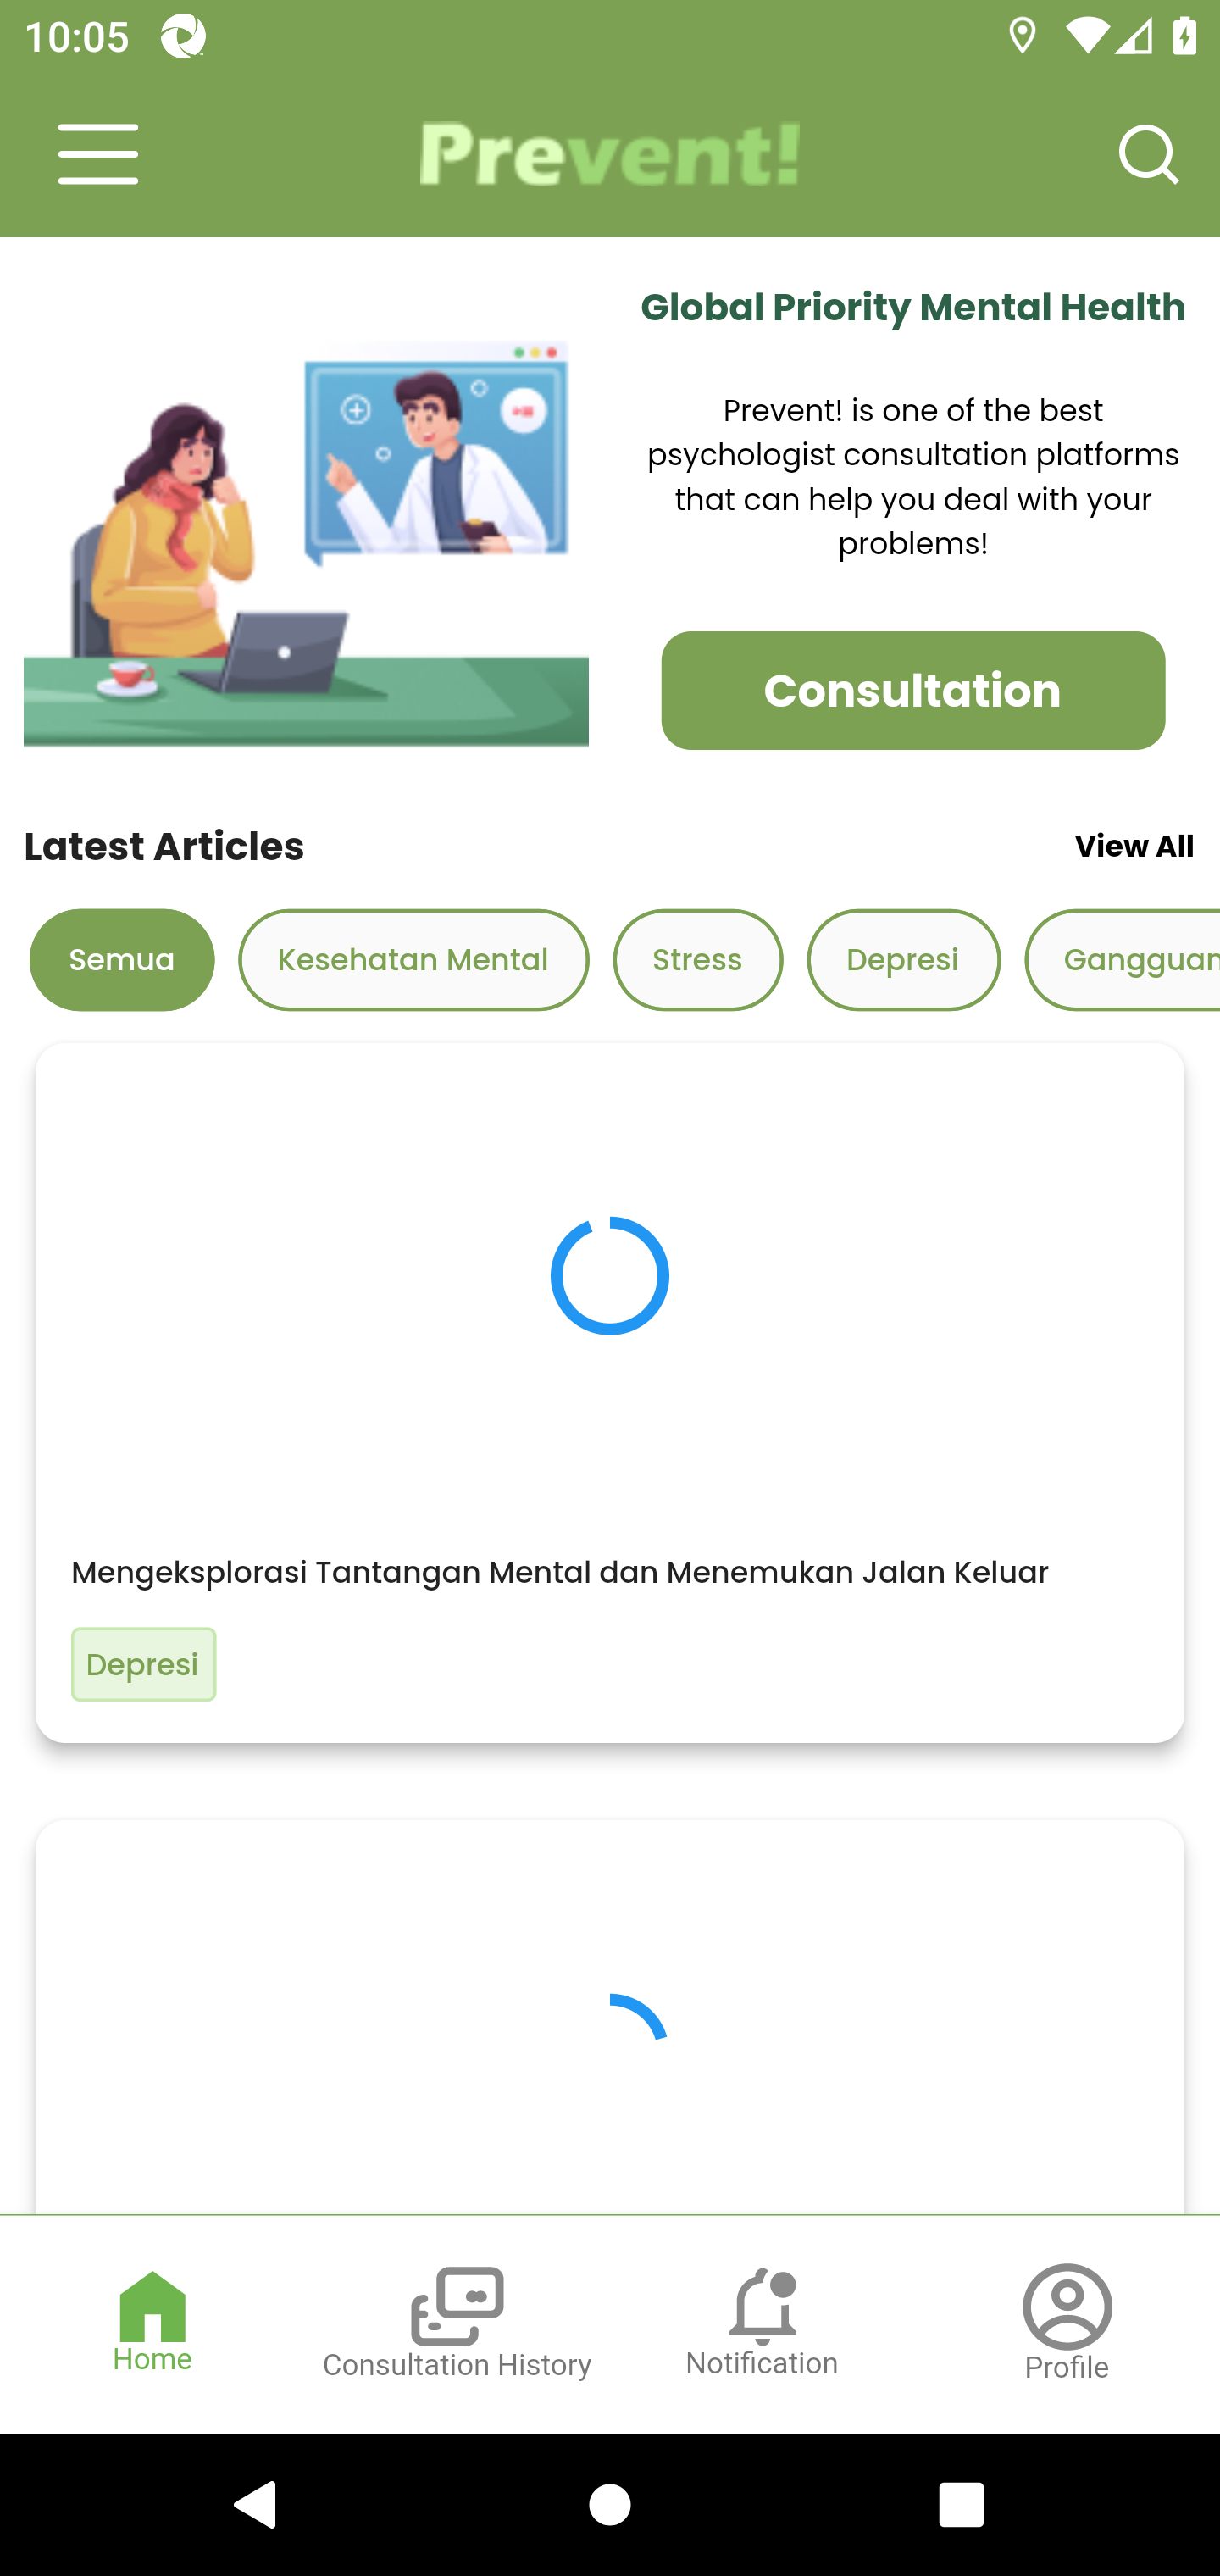 10:05
Prevent!
Global Priority Mental Health
Prevent! is one of the best
psychologist consultation platforms
that can help you deal with your
problems!
Consultation
Latest Articles
View All
Semua
Kesehatan Mental
Stress
Depresi
Gangguan
Mengeksplorasi Tantangan Mental dan Menemukan Jalan Keluar
Depresi
Home
Consultation History
Notification
Profile